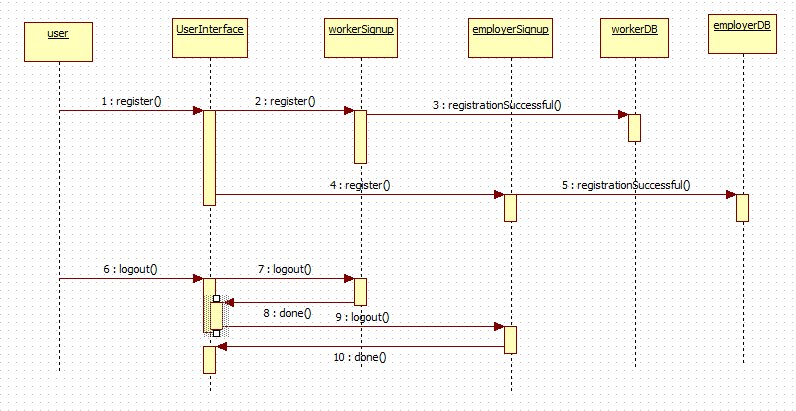 user
UserInterface
workerSignup
employerSignup
workerDB
employerDB
1 : register()
2 : register()
3 : registrationSuccessful()
4 : register()
5 : registrationSuccessful()
6 : logout()
7 : logout()
8 : done()
9 : logout()
10 : done()